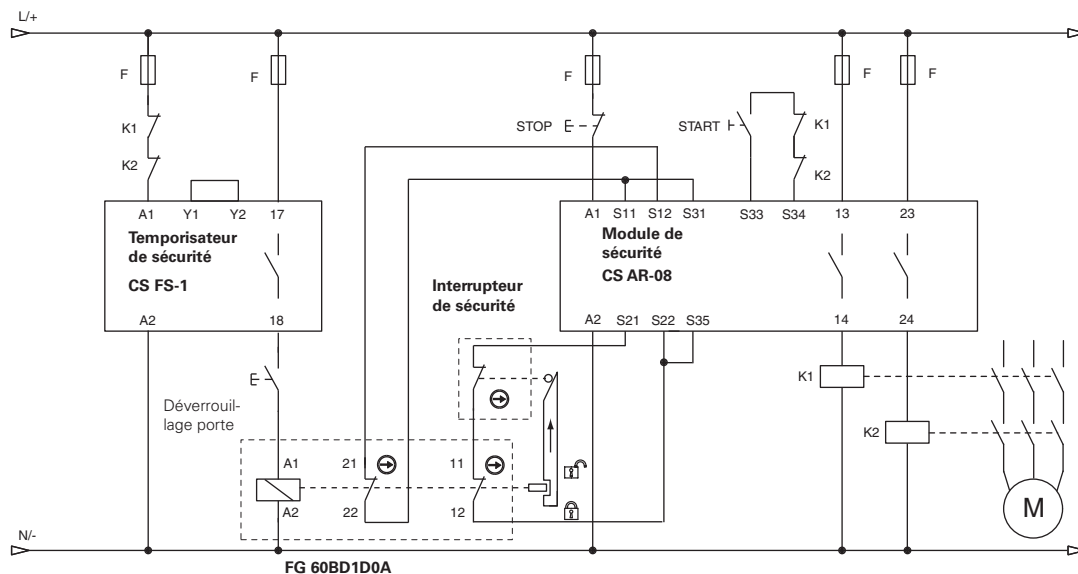 L/+
F F F F F
K1
K2
STOP START K1
K2
A1 Y1 Y2 17
A1 S11 S12 S31 S33 S34 13 23
Temporisateur
de sécurité
CS FS-1
Module de
sécurité
CS AR-08
Interrupteur
de sécurité
A2 18
A2 S21 S22 S35 14 24
K1
K2
Déverrouil-
lage porte
A1 21 11
A2 22 12
M
N/-
FG 60BD1D0A